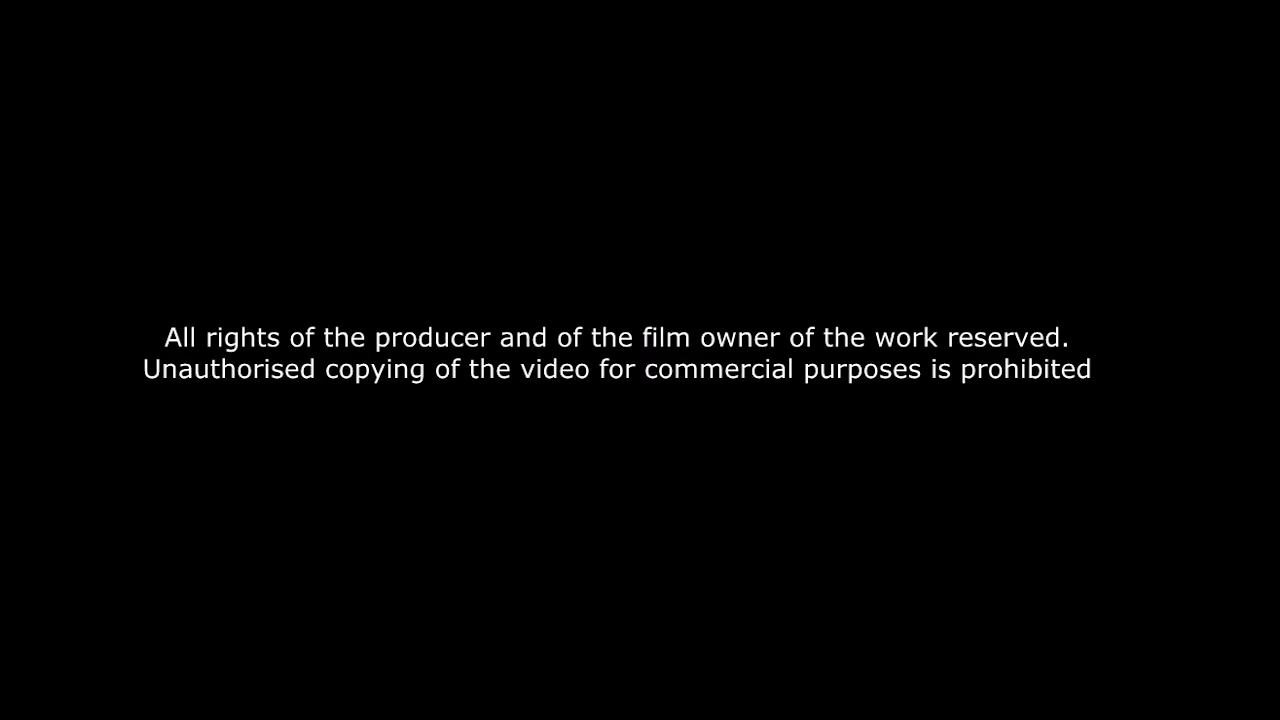 All rights of the producer and of the film owner of the work reserved.
Unauthorised copying of the video for commercial purposes is prohibited